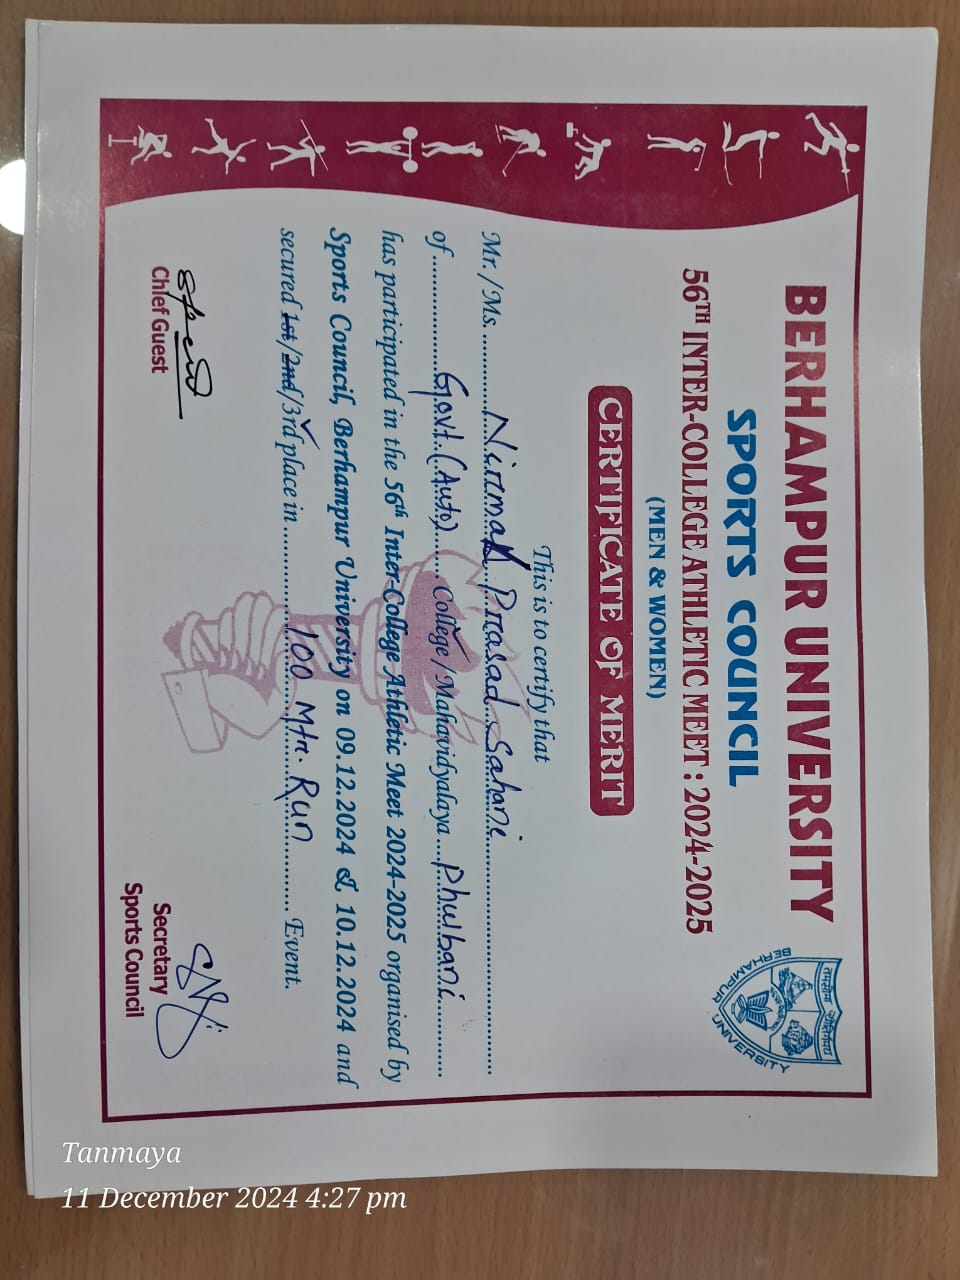 BERHAMPUR UNIVERSITY
SPORTS COUNCIL
56TH INTER-COLLEGE ATHLETIC MEET : 2024-2025
(MEN & WOMEN)
CERTIFICATE OF MERIT
BERHAMPUR UNIVERSITY
This is to certify that
Mr./Ms. Nirmal Prasad Sahani
of Govt. (Auto) College / Mahavidyalaya Phulbani
has participated in the 56th Inter-College Athletic Meet 2024-2025 organised by
Sports Council, Berhampur University on 09.12.2024 & 10.12.2024 and
secured 1st/2nd/3rd place in 100 Mtr. Run Event.
Chief Guest
Secretary
Sports Council
Tanmaya
11 December 2024 4:27 pm